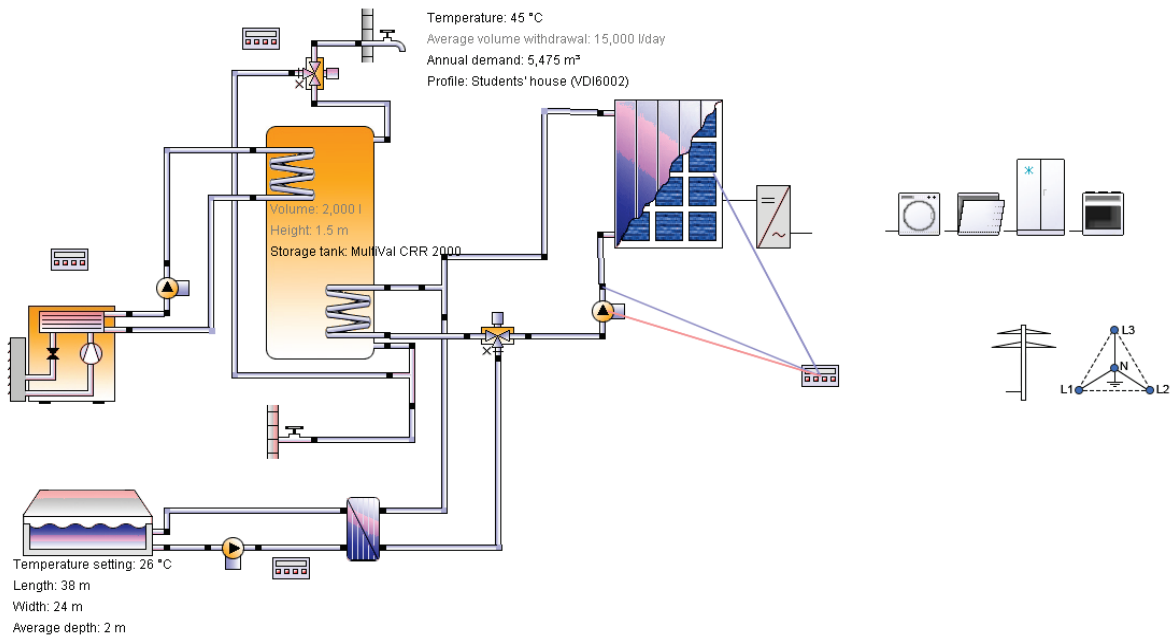 Temperature: 45 °C
Average volume withdrawal: 15,000 l/day
Annual demand: 5,475 m³
Profile: Students' house (VDI6002)
Volume: 2,000 l
Height: 1.5 m
Storage tank: MultiVal CRR 2000
L3
N
L1
L2
Temperature setting: 26 °C
Length: 38 m
Width: 24 m
Average depth: 2 m